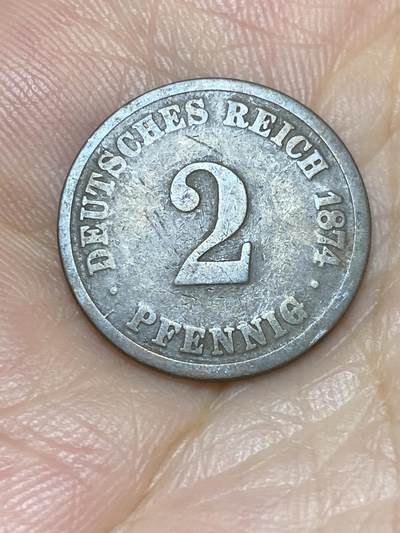 DEUTSCHES REICH 1874
2
· PFENNIG ·